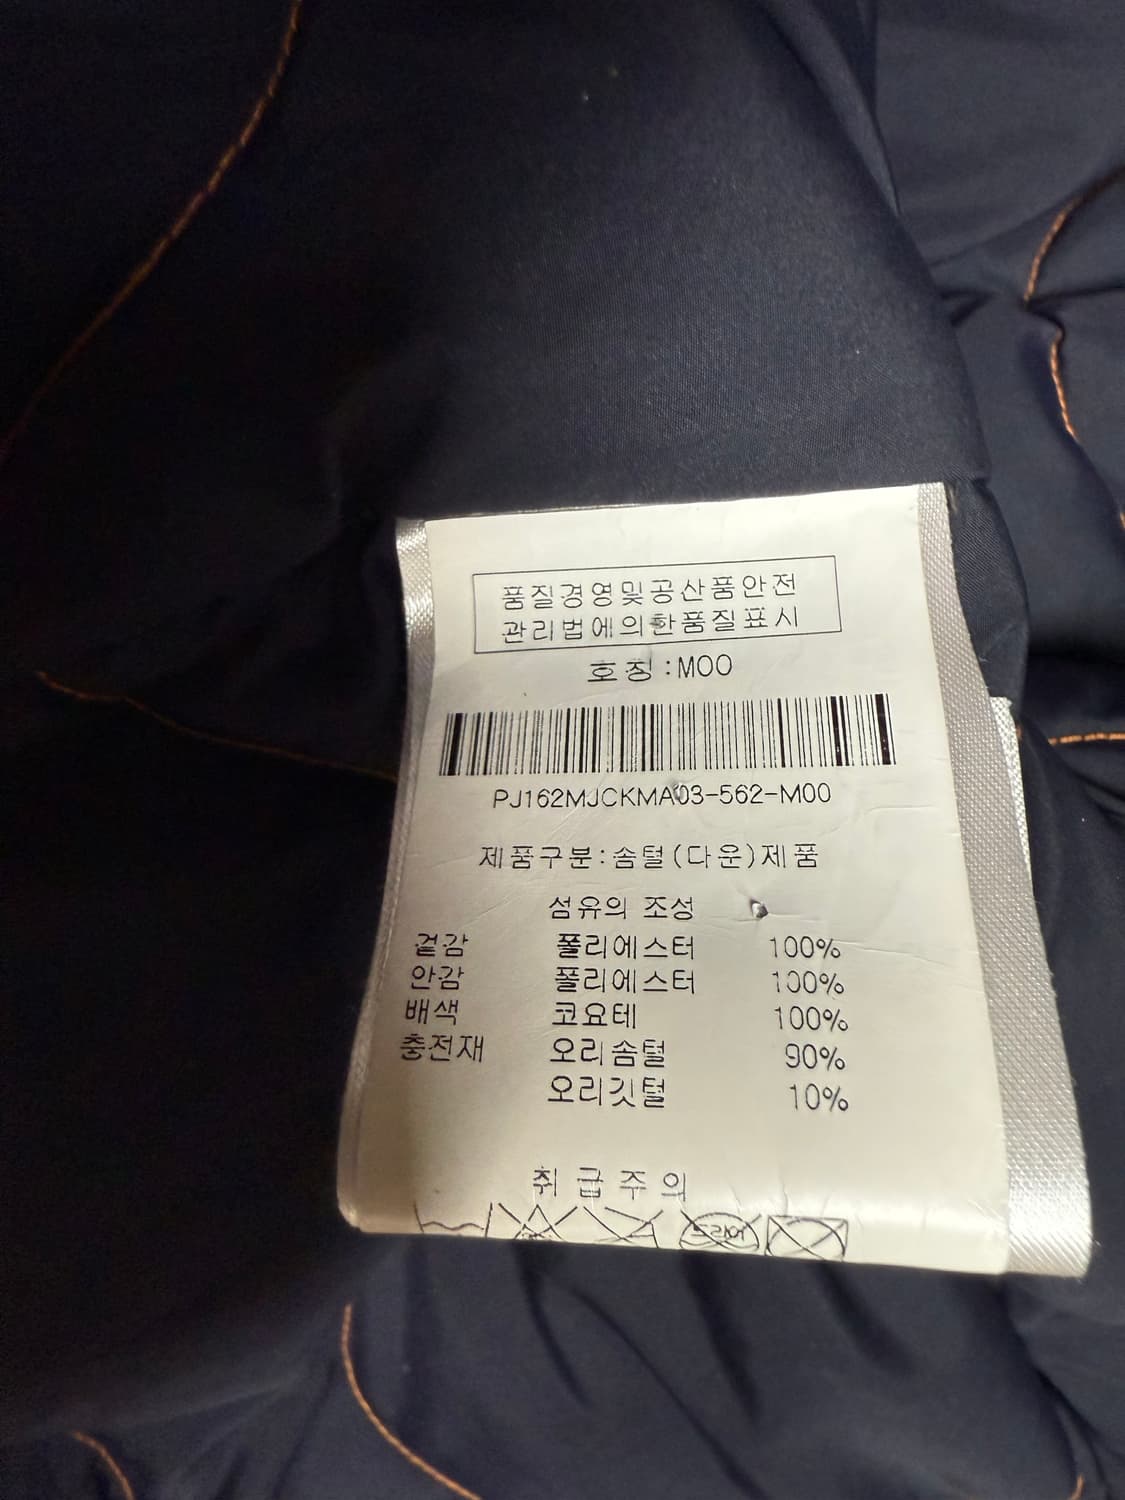 품질경영및공산품안전
관리법에의한품질표시
호칭:M00
PJ162MJCKMA03-562-M00
제품구분:솜털(다운)제품
섬유의 조성
겉감 폴리에스터 100%
안감 폴리에스터 100%
배색 코요테 100%
충전재 오리솜털 90%
오리깃털 10%
취급주의
드라이